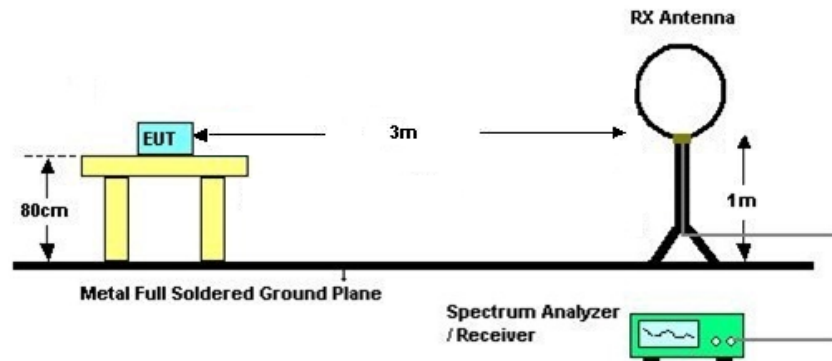 RX Antenna
EUT
3m
80cm
1m
Metal Full Soldered Ground Plane
Spectrum Analyzer
/ Receiver